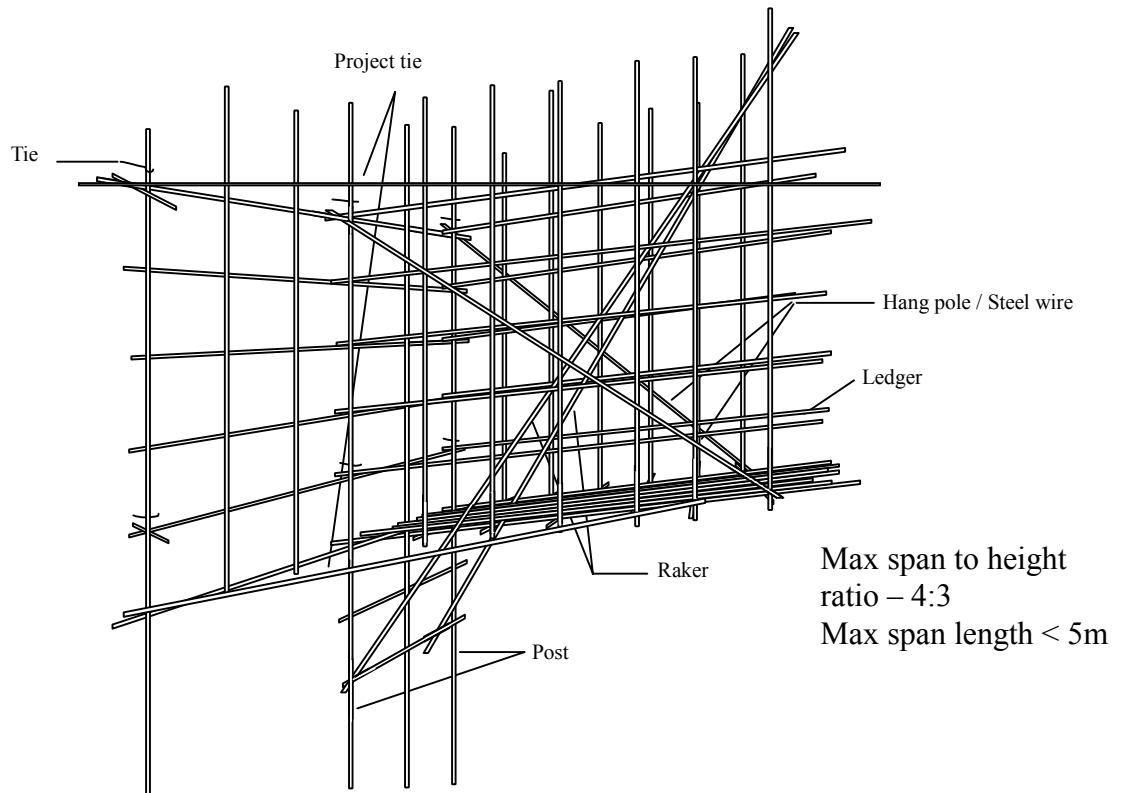 Project tie
Tie
Hang pole / Steel wire
Ledger
Raker
Post
Max span to height
ratio – 4:3
Max span length < 5m